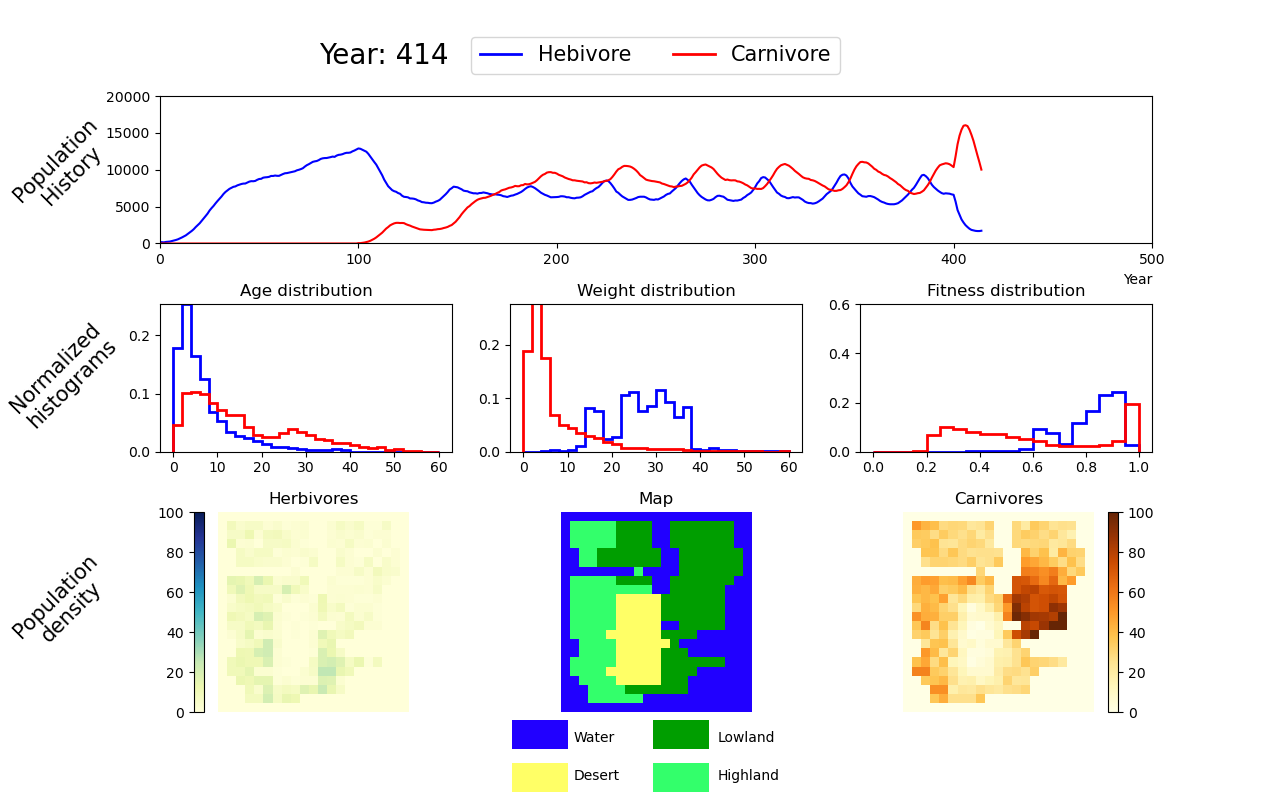 Year: 414
Hebivore
Carnivore
Population
History
20000
15000
10000
5000
0
0 100 200 300 400 500
Year
Normalized
histograms
Age distribution
0.2
0.1
0.0
0 10 20 30 40 50 60
Weight distribution
0.2
0.1
0.0
0 10 20 30 40 50 60
Fitness distribution
0.6
0.4
0.2
0.0
0.0 0.2 0.4 0.6 0.8 1.0
Population
density
Herbivores
100
80
60
40
20
0
Map
Carnivores
100
80
60
40
20
0
Water
Lowland
Desert
Highland